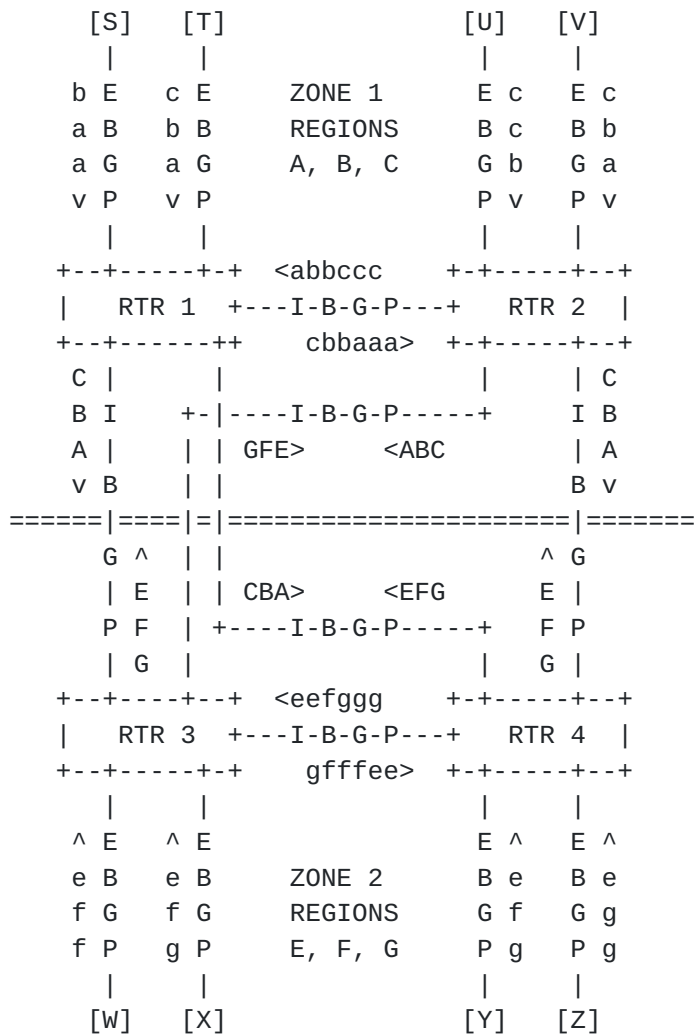 [S]   [T]               [U]   [V]
      |     |                 |     |
    b E   c E     ZONE 1      E c   E c
    a B   b B     REGIONS     B c   B b
    a G   a G     A, B, C     G b   G a
    v P   v P                 P v   P v
      |     |                 |     |
   +--+-----+-+  <abbccc    +-+-----+--+
   |   RTR 1  +---I-B-G-P---+   RTR 2  |
   +--+------++    cbbaaa>  +-+-----+--+
    C |      |                |     | C
    B I    +-|----I-B-G-P-----+     I B
    A |    | | GFE>     <ABC        | A
    v B    | |                      B v
======|====|=|======================|=======
      G ^  | |                    ^ G
      | E  | | CBA>     <EFG      E |
      P F  | +----I-B-G-P-----+   F P
      | G  |                  |   G |
   +--+----+--+  <eefggg    +-+-----+--+
   |   RTR 3  +---I-B-G-P---+   RTR 4  |
   +--+-----+-+    gfffee>  +-+-----+--+
      |     |                 |     |
    ^ E   ^ E                 E ^   E ^
    e B   e B     ZONE 2      B e   B e
    f G   f G     REGIONS     G f   G g
    f P   g P     E, F, G     P g   P g
      |     |                 |     |
     [W]   [X]               [Y]   [Z]